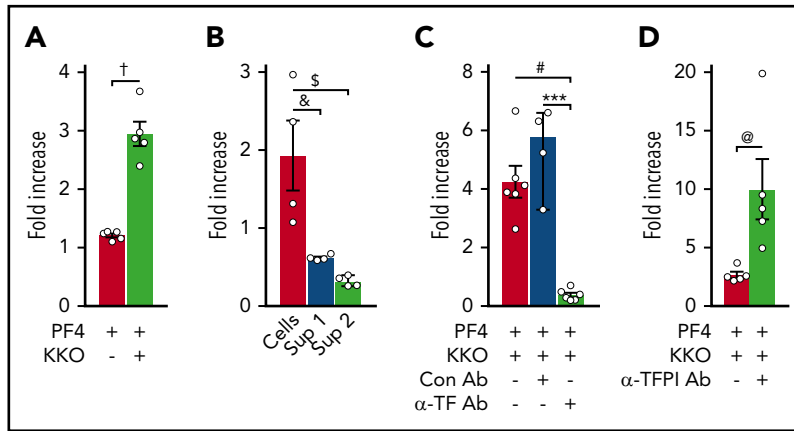 A
Fold increase
4
3
2
1
0
†
PF4 + +
KKO - +
B
Fold increase
3
2
1
0
$
&
Cells Sup 1 Sup 2
C
Fold increase
8
6
4
2
0
#
***
PF4 + + +
KKO + + +
Con Ab - + -
α-TF Ab - - +
D
Fold increase
20
15
10
5
0
@
PF4 + +
KKO + +
α-TFPI Ab - +